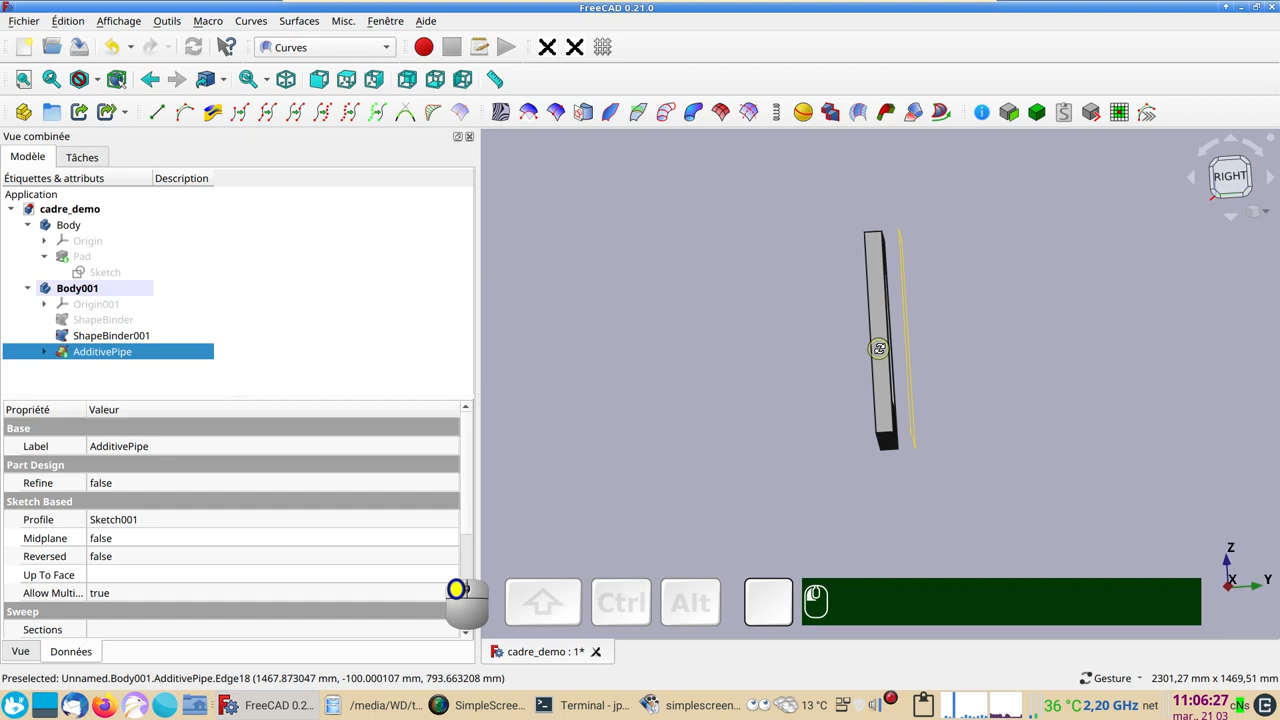 FreeCAD 0.21.0
Fichier Édition Affichage Outils Macro Curves Surfaces Misc. Fenêtre Aide
Curves
Vue combinée
Modèle Tâches
Étiquettes & attributs Description
Application
cadre_demo
Body
Origin
Pad
Sketch
Body001
Origin001
ShapeBinder
ShapeBinder001
AdditivePipe
RIGHT
Propriété Valeur
Base
Label AdditivePipe
Part Design
Refine false
Sketch Based
Profile Sketch001
Midplane false
Reversed false
Up To Face
Allow Multi... true
Sweep
Sections
Ctrl Alt
Z
X Y
Vue Données
cadre_demo : 1*
Preselected: Unnamed.Body001.AdditivePipe.Edge18 (1467.873047 mm, -100.000107 mm, 793.663208 mm)
Gesture 2301,27 mm x 1469,51 mm
FreeCAD 0.2... /media/WD/t... SimpleScree... Terminal - jp... simplescreen... 13 °C 36 °C 2,20 GHz net 11:06:27
mar., 21 03